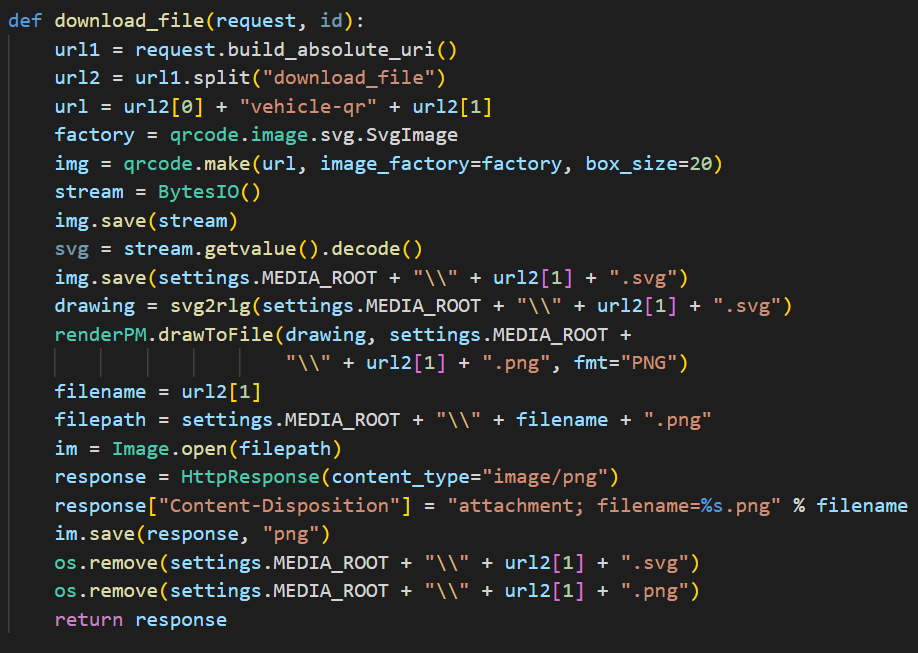 def download_file(request, id):
    url1 = request.build_absolute_uri()
    url2 = url1.split("download_file")
    url = url2[0] + "vehicle-qr" + url2[1]
    factory = qrcode.image.svg.SvgImage
    img = qrcode.make(url, image_factory=factory, box_size=20)
    stream = BytesIO()
    img.save(stream)
    svg = stream.getvalue().decode()
    img.save(settings.MEDIA_ROOT + "\\" + url2[1] + ".svg")
    drawing = svg2rlg(settings.MEDIA_ROOT + "\\" + url2[1] + ".svg")
    renderPM.drawToFile(drawing, settings.MEDIA_ROOT +
                        "\\" + url2[1] + ".png", fmt="PNG")
    filename = url2[1]
    filepath = settings.MEDIA_ROOT + "\\" + filename + ".png"
    im = Image.open(filepath)
    response = HttpResponse(content_type="image/png")
    response["Content-Disposition"] = "attachment; filename=%s.png" % filename
    im.save(response, "png")
    os.remove(settings.MEDIA_ROOT + "\\" + url2[1] + ".svg")
    os.remove(settings.MEDIA_ROOT + "\\" + url2[1] + ".png")
    return response